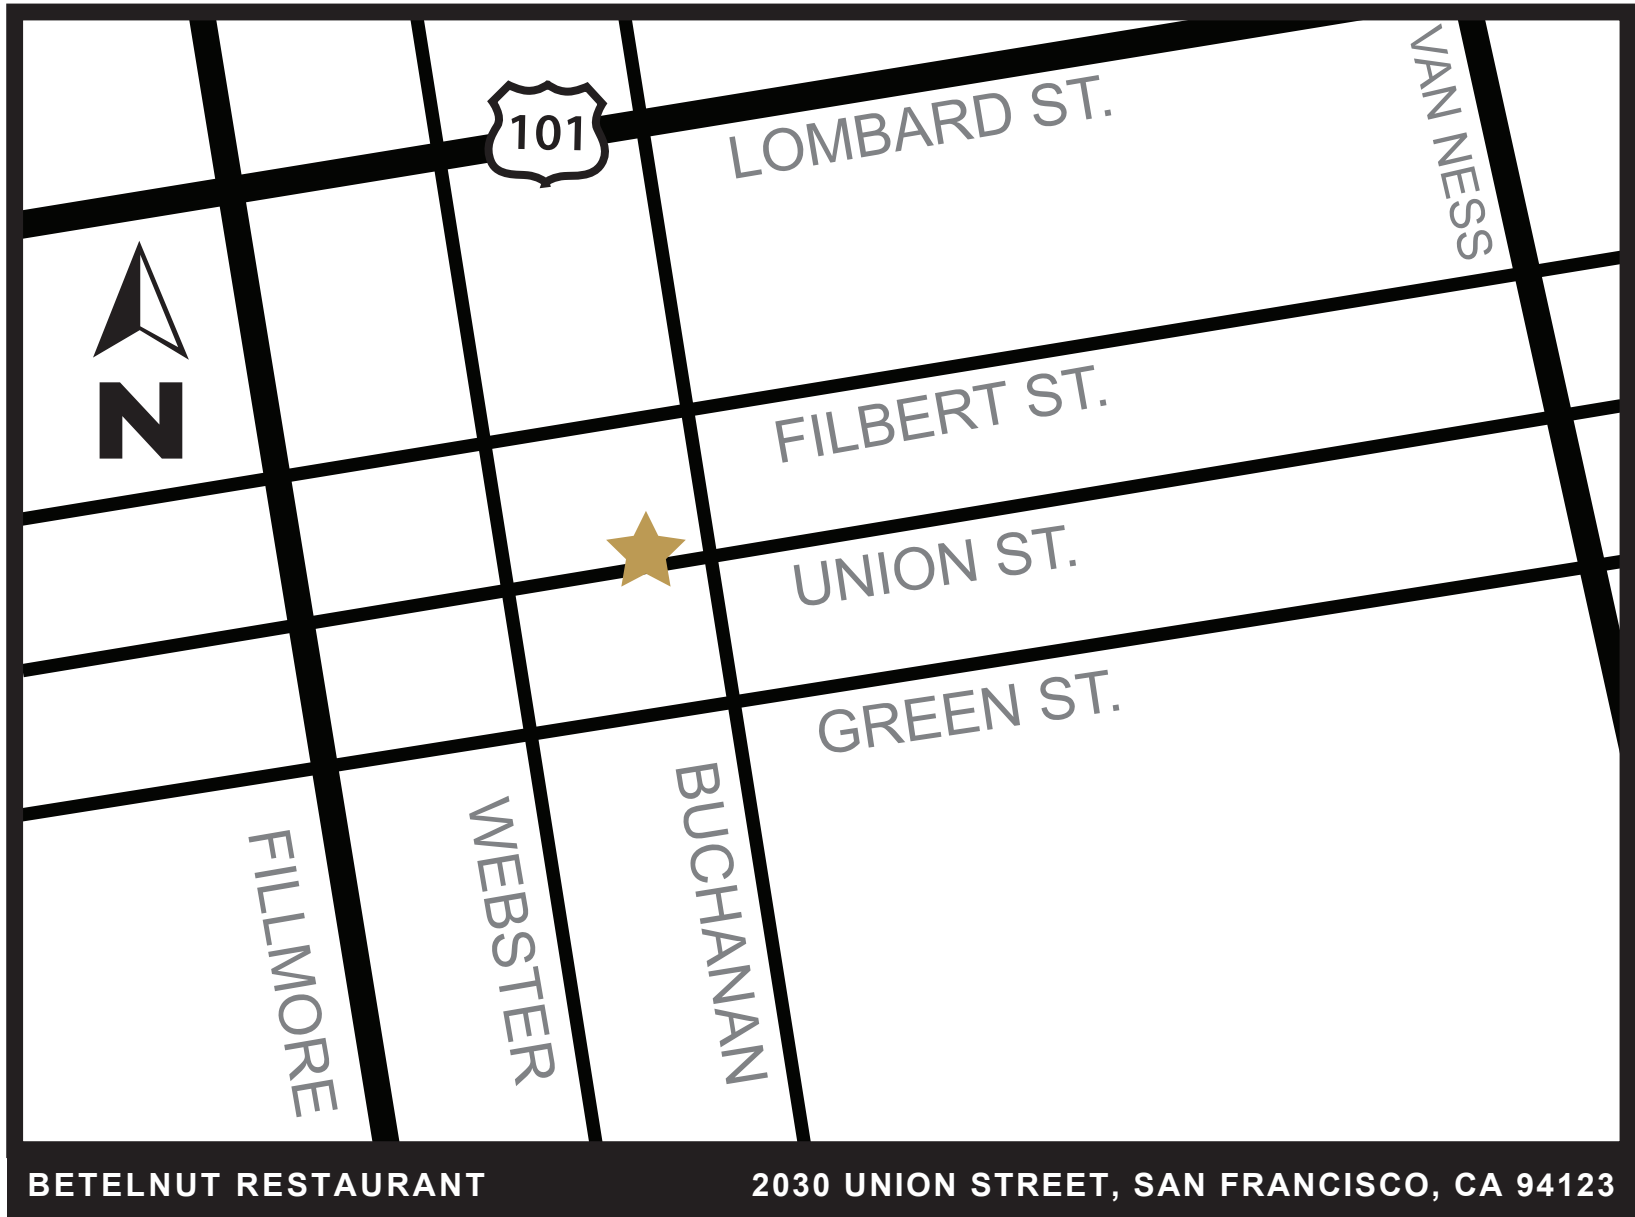 VAN NESS
101
LOMBARD ST.
N
FILBERT ST.
UNION ST.
GREEN ST.
FILLMORE
WEBSTER
BUCHANAN
BETELNUT RESTAURANT
2030 UNION STREET, SAN FRANCISCO, CA 94123